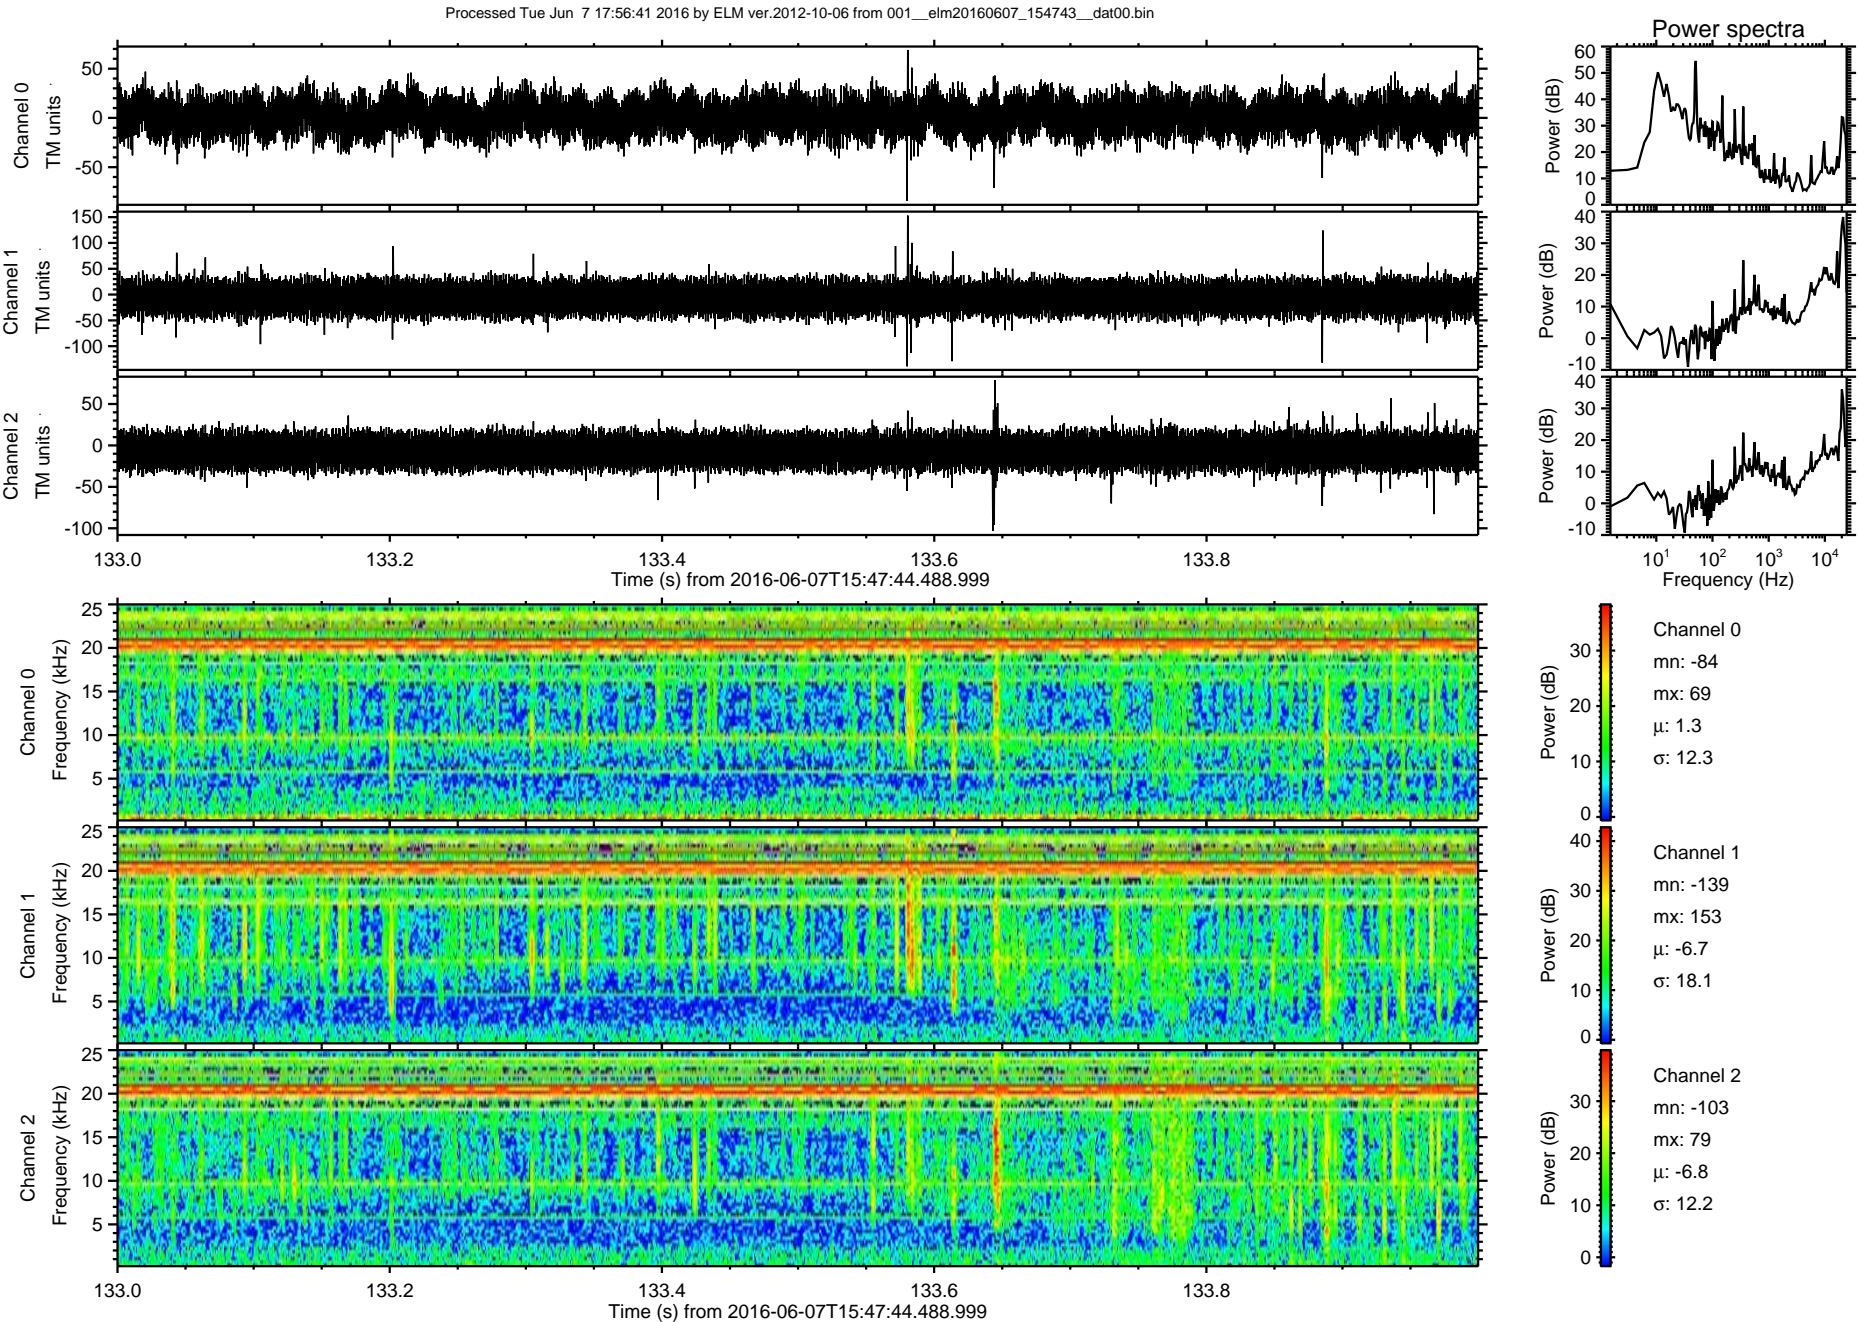 Processed Tue Jun  7 17:56:41 2016 by ELM ver.2012-10-06 from 001__elm20160607_154743__dat00.bin
Power spectra
Channel 0
TM units
50
0
-50
Power (dB)
60
50
40
30
20
10
0
Channel 1
TM units
150
100
50
0
-50
-100
Power (dB)
40
30
20
10
0
-10
Channel 2
TM units
50
0
-50
-100
Power (dB)
40
30
20
10
0
-10
133.0
133.2
133.4
133.6
133.8
Time (s) from 2016-06-07T15:47:44.488.999
10¹
10²
10³
10⁴
Frequency (Hz)
Channel 0
Frequency (kHz)
25
20
15
10
5
Power (dB)
30
20
10
0
Channel 0
mn: -84
mx: 69
μ: 1.3
σ: 12.3
Channel 1
Frequency (kHz)
25
20
15
10
5
Power (dB)
40
30
20
10
0
Channel 1
mn: -139
mx: 153
μ: -6.7
σ: 18.1
Channel 2
Frequency (kHz)
25
20
15
10
5
Power (dB)
30
20
10
0
Channel 2
mn: -103
mx: 79
μ: -6.8
σ: 12.2
133.0
133.2
133.4
133.6
133.8
Time (s) from 2016-06-07T15:47:44.488.999